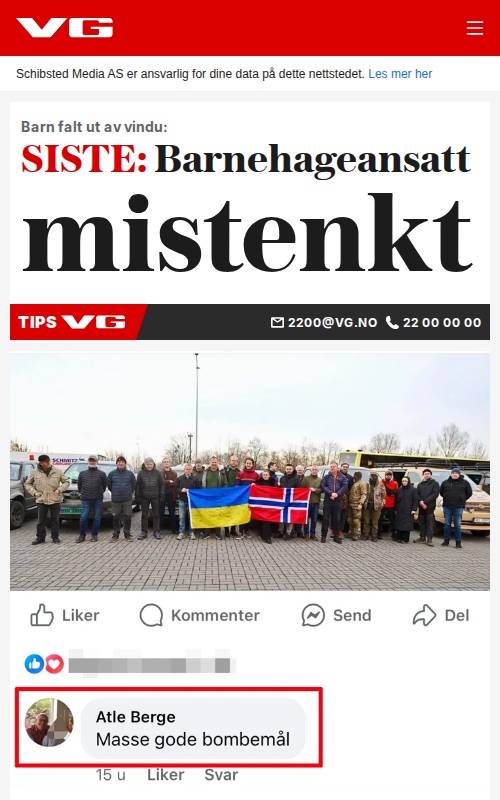 VG
Schibsted Media AS er ansvarlig for dine data på dette nettstedet. Les mer her
Barn falt ut av vindu:
SISTE: Barnehageansatt
mistenkt
TIPS VG 2200@VG.NO 22 00 00 00
SCHMITZ
Liker Kommenter Send Del
Atle Berge
Masse gode bombemål
15 u Liker Svar